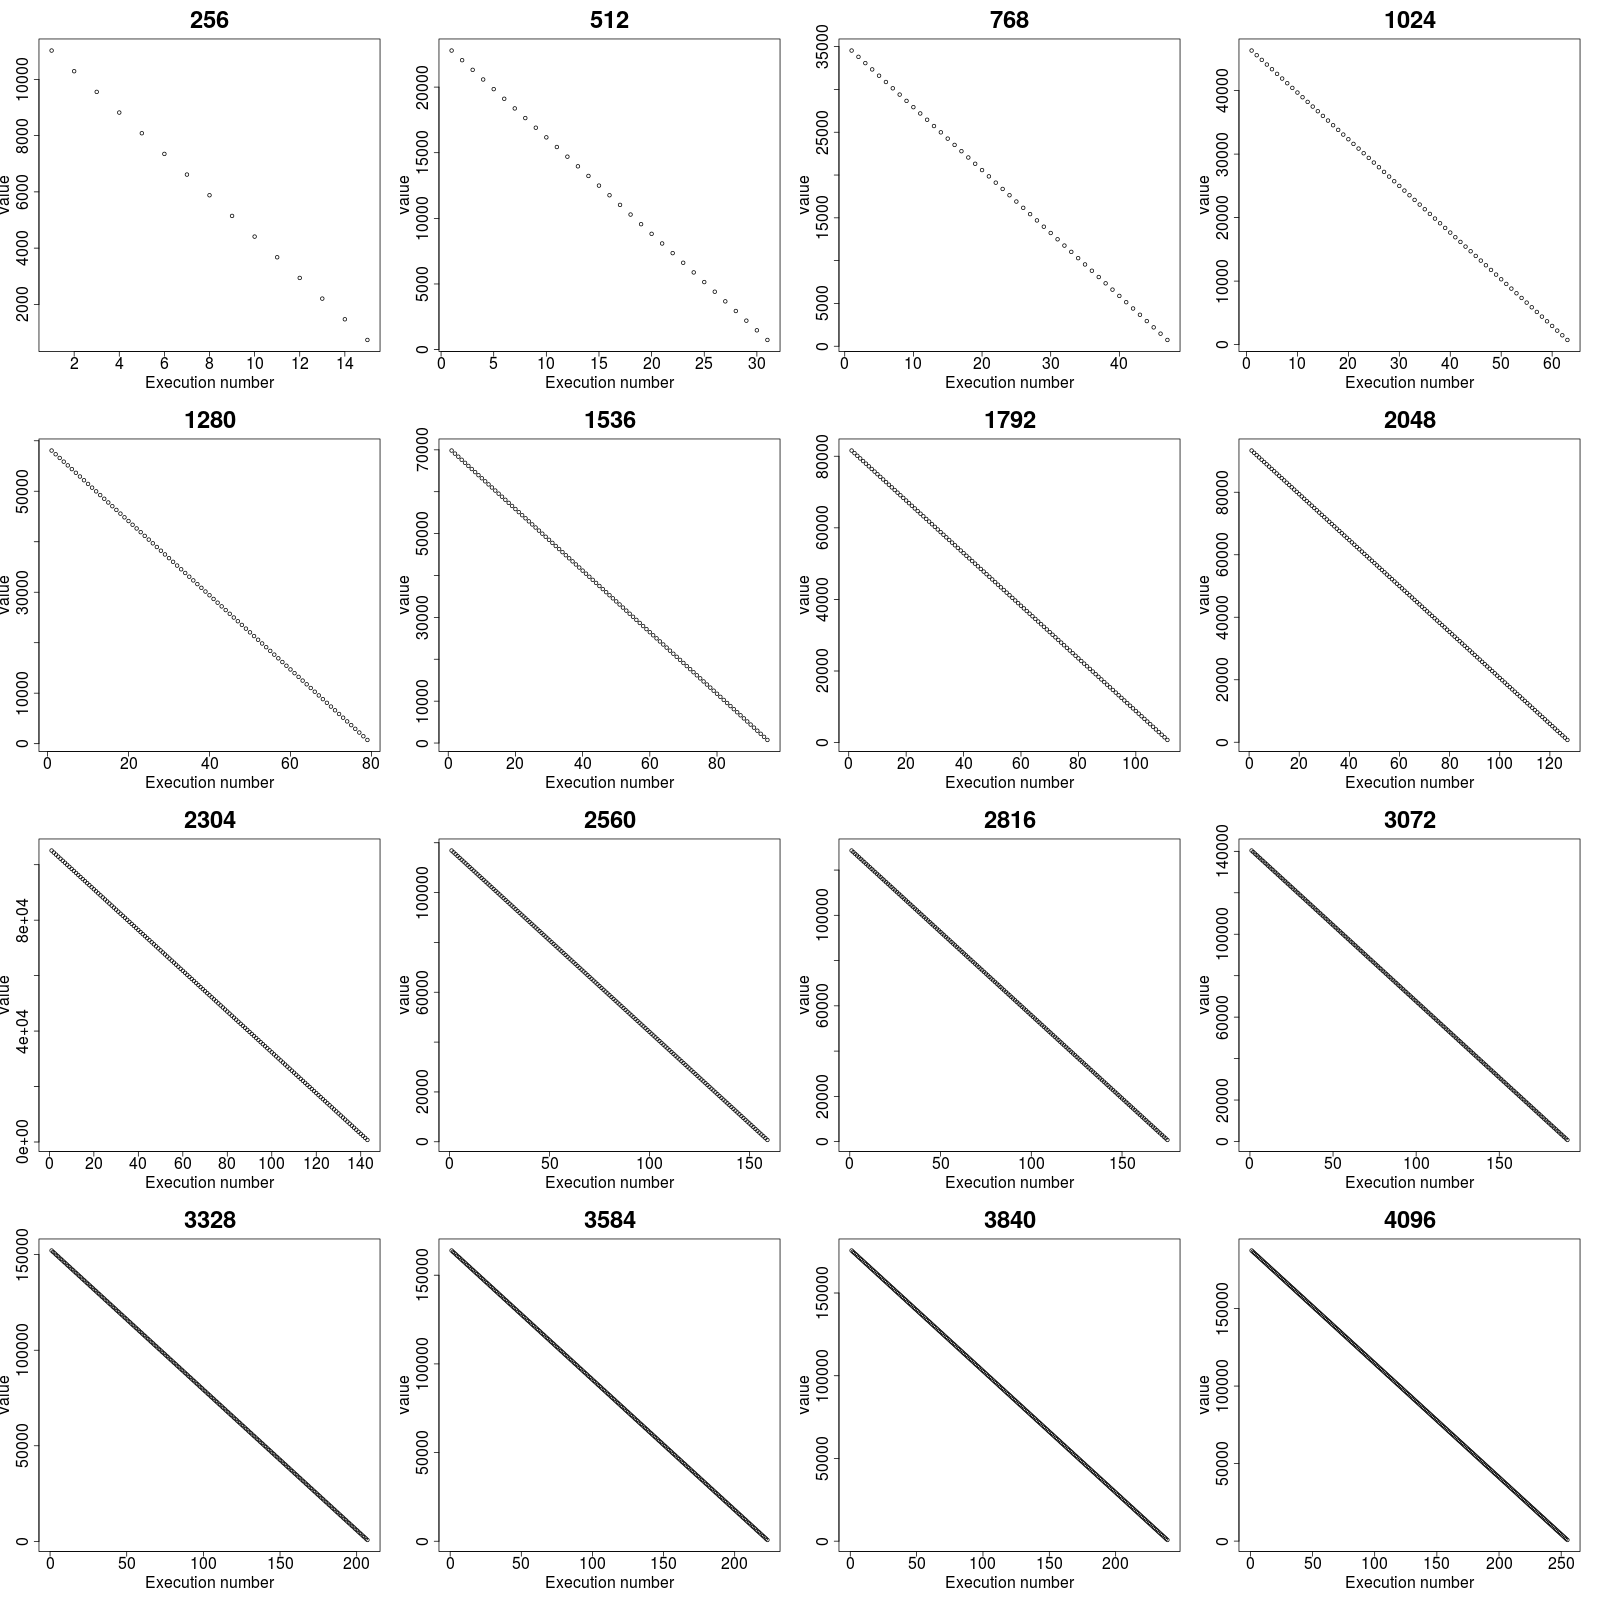 256 512 768 1024
value 2000 4000 6000 8000 10000 value 0 5000 10000 15000 20000 value 0 5000 15000 25000 35000 value 0 10000 20000 30000 40000
2 4 6 8 10 12 14 0 5 10 15 20 25 30 0 10 20 30 40 0 10 20 30 40 50 60
Execution number Execution number Execution number Execution number
1280 1536 1792 2048
value 0 10000 30000 50000 value 0 10000 30000 50000 70000 value 0 20000 40000 60000 80000 value 0 20000 40000 60000 80000
0 20 40 60 80 0 20 40 60 80 0 20 40 60 80 100 0 20 40 60 80 100 120
Execution number Execution number Execution number Execution number
2304 2560 2816 3072
value 0e+00 4e+04 8e+04 value 0 20000 60000 100000 value 0 20000 60000 100000 value 0 20000 60000 100000 140000
0 20 40 60 80 100 120 140 0 50 100 150 0 50 100 150 0 50 100 150
Execution number Execution number Execution number Execution number
3328 3584 3840 4096
value 0 50000 100000 150000 value 0 50000 100000 150000 value 0 50000 100000 150000 value 0 50000 100000 150000
0 50 100 150 200 0 50 100 150 200 0 50 100 150 200 0 50 100 150 200 250
Execution number Execution number Execution number Execution number